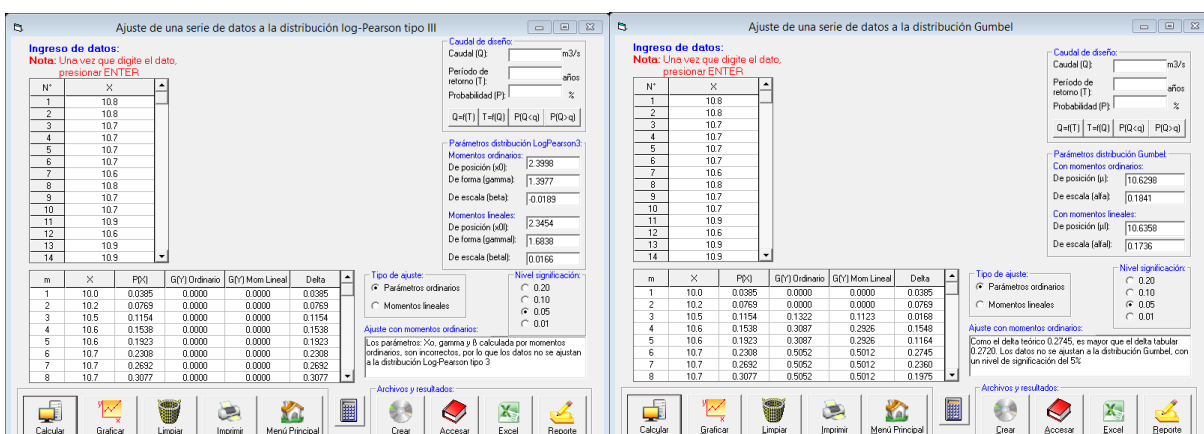 Ajuste de una serie de datos a la distribución log-Pearson tipo III
Ingreso de datos:
Nota: Una vez que digite el dato,
presionar ENTER
N° X
1 10.8
2 10.8
3 10.7
4 10.7
5 10.7
6 10.7
7 10.6
8 10.8
9 10.7
10 10.7
11 10.9
12 10.6
13 10.9
14 10.9
Caudal de diseño:
Caudal (Q): m3/s
Período de
retorno (T): años
Probabilidad (P): %
Q=f(T) T=f(Q) P(Q<q) P(Q>q)
Parámetros distribución LogPearson3:
Momentos ordinarios:
De posición (x0): 2.3998
De forma (gamma): 1.3977
De escala (beta): -0.0189
Momentos lineales:
De posición (x0l): 2.3454
De forma (gammal): 1.6838
De escala (betal): 0.0166
m X P(X) G(Y) Ordinario G(Y) Mom Lineal Delta
1 10.0 0.0385 0.0000 0.0000 0.0385
2 10.2 0.0769 0.0000 0.0000 0.0769
3 10.5 0.1154 0.0000 0.0000 0.1154
4 10.6 0.1538 0.0000 0.0000 0.1538
5 10.6 0.1923 0.0000 0.0000 0.1923
6 10.7 0.2308 0.0000 0.0000 0.2308
7 10.7 0.2692 0.0000 0.0000 0.2692
8 10.7 0.3077 0.0000 0.0000 0.3077
Tipo de ajuste:
Parámetros ordinarios
Momentos lineales
Nivel significación:
0.20
0.10
0.05
0.01
Ajuste con momentos ordinarios:
Los parámetros: Xo, gamma y ß calculada por momentos
ordinarios, son incorrectos, por lo que los datos no se ajustan
a la distribución Log-Pearson tipo 3
Archivos y resultados:
Calcular Graficar Limpiar Imprimir Menú Principal Crear Accesar Excel Reporte
Ajuste de una serie de datos a la distribución Gumbel
Ingreso de datos:
Nota: Una vez que digite el dato,
presionar ENTER
N° X
1 10.8
2 10.8
3 10.7
4 10.7
5 10.7
6 10.7
7 10.6
8 10.8
9 10.7
10 10.7
11 10.9
12 10.6
13 10.9
14 10.9
Caudal de diseño:
Caudal (Q): m3/s
Período de
retorno (T): años
Probabilidad (P): %
Q=f(T) T=f(Q) P(Q<q) P(Q>q)
Parámetros distribución Gumbel:
Con momentos ordinarios:
De posición (µ): 10.6298
De escala (alfa): 0.1841
Con momentos lineales:
De posición (µl): 10.6358
De escala (alfal): 0.1736
m X P(X) G(Y) Ordinario G(Y) Mom Lineal Delta
1 10.0 0.0385 0.0000 0.0000 0.0385
2 10.2 0.0769 0.0000 0.0000 0.0769
3 10.5 0.1154 0.1322 0.1123 0.0168
4 10.6 0.1538 0.3087 0.2926 0.1548
5 10.6 0.1923 0.3087 0.2926 0.1164
6 10.7 0.2308 0.5052 0.5012 0.2745
7 10.7 0.2692 0.5052 0.5012 0.2360
8 10.7 0.3077 0.5052 0.5012 0.1975
Tipo de ajuste:
Parámetros ordinarios
Momentos lineales
Nivel significación:
0.20
0.10
0.05
0.01
Ajuste con momentos ordinarios:
Como el delta teórico 0.2745, es mayor que el delta tabular
0.2720. Los datos no se ajustan a la distribución Gumbel, con
un nivel de significación del 5%
Archivos y resultados:
Calcular Graficar Limpiar Imprimir Menú Principal Crear Accesar Excel Reporte